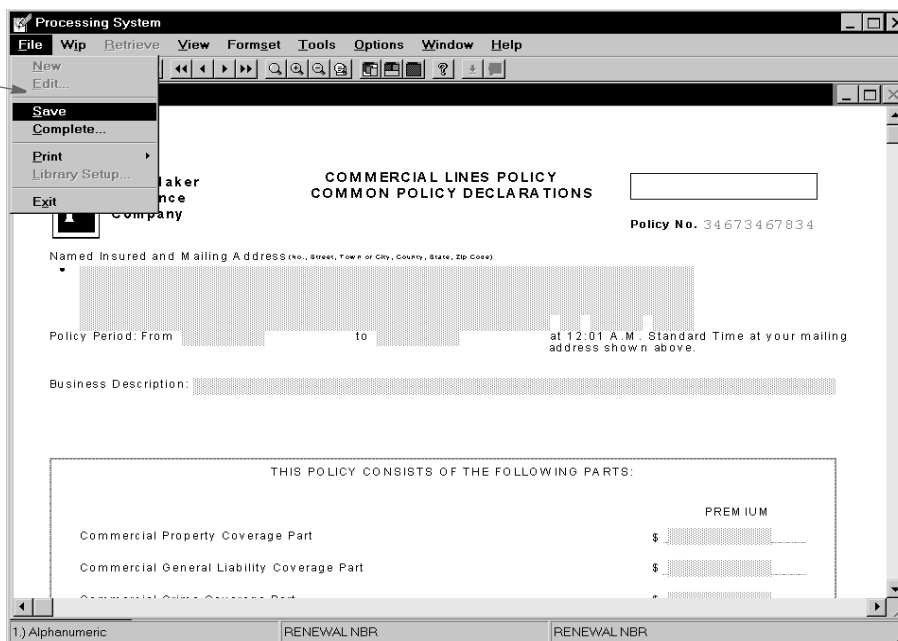 Processing System
File Wip Retrieve View Formset Tools Options Window Help
New
Edit...
Save
Complete...
Print
Library Setup...
Exit
Company
COMMERCIAL LINES POLICY
COMMON POLICY DECLARATIONS
Policy No. 34673467834
Named Insured and Mailing Address (No., Street, Town or City, County, State, Zip Code)
Policy Period: From to at 12:01 A.M. Standard Time at your mailing
address shown above.
Business Description:
THIS POLICY CONSISTS OF THE FOLLOWING PARTS:
PREMIUM
Commercial Property Coverage Part $
Commercial General Liability Coverage Part $
Commercial Crime Coverage Part $
1.) Alphanumeric RENEWAL NBR RENEWAL NBR